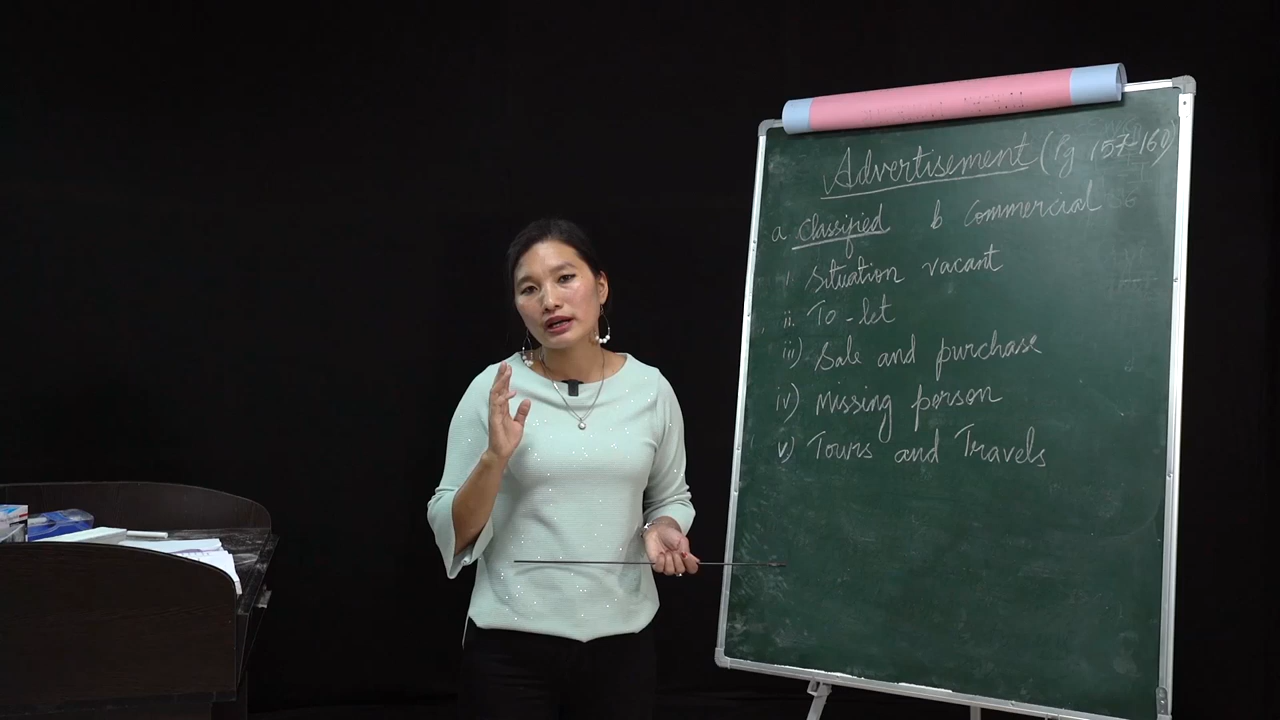 Advertisement (Pg 157-160)
a classified b Commercial
i. Situation vacant
ii. To-let
iii) Sale and purchase
iv) Missing person
v) Tours and Travels